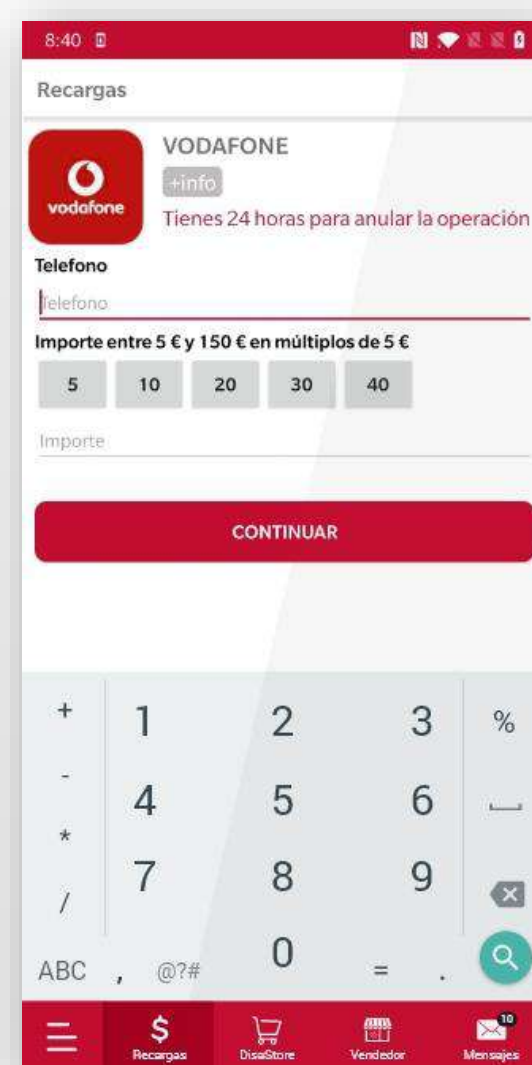 8:40
Recargas
vodafone
VODAFONE
+info
Tienes 24 horas para anular la operación
Telefono
Telefono
Importe entre 5 € y 150 € en múltiplos de 5 €
5 10 20 30 40
Importe
CONTINUAR
+ 1 2 3 %
- 4 5 6
* 7 8 9
/
ABC , @?# 0 = .
10
Recargas DisaStore Vendedor Mensajes